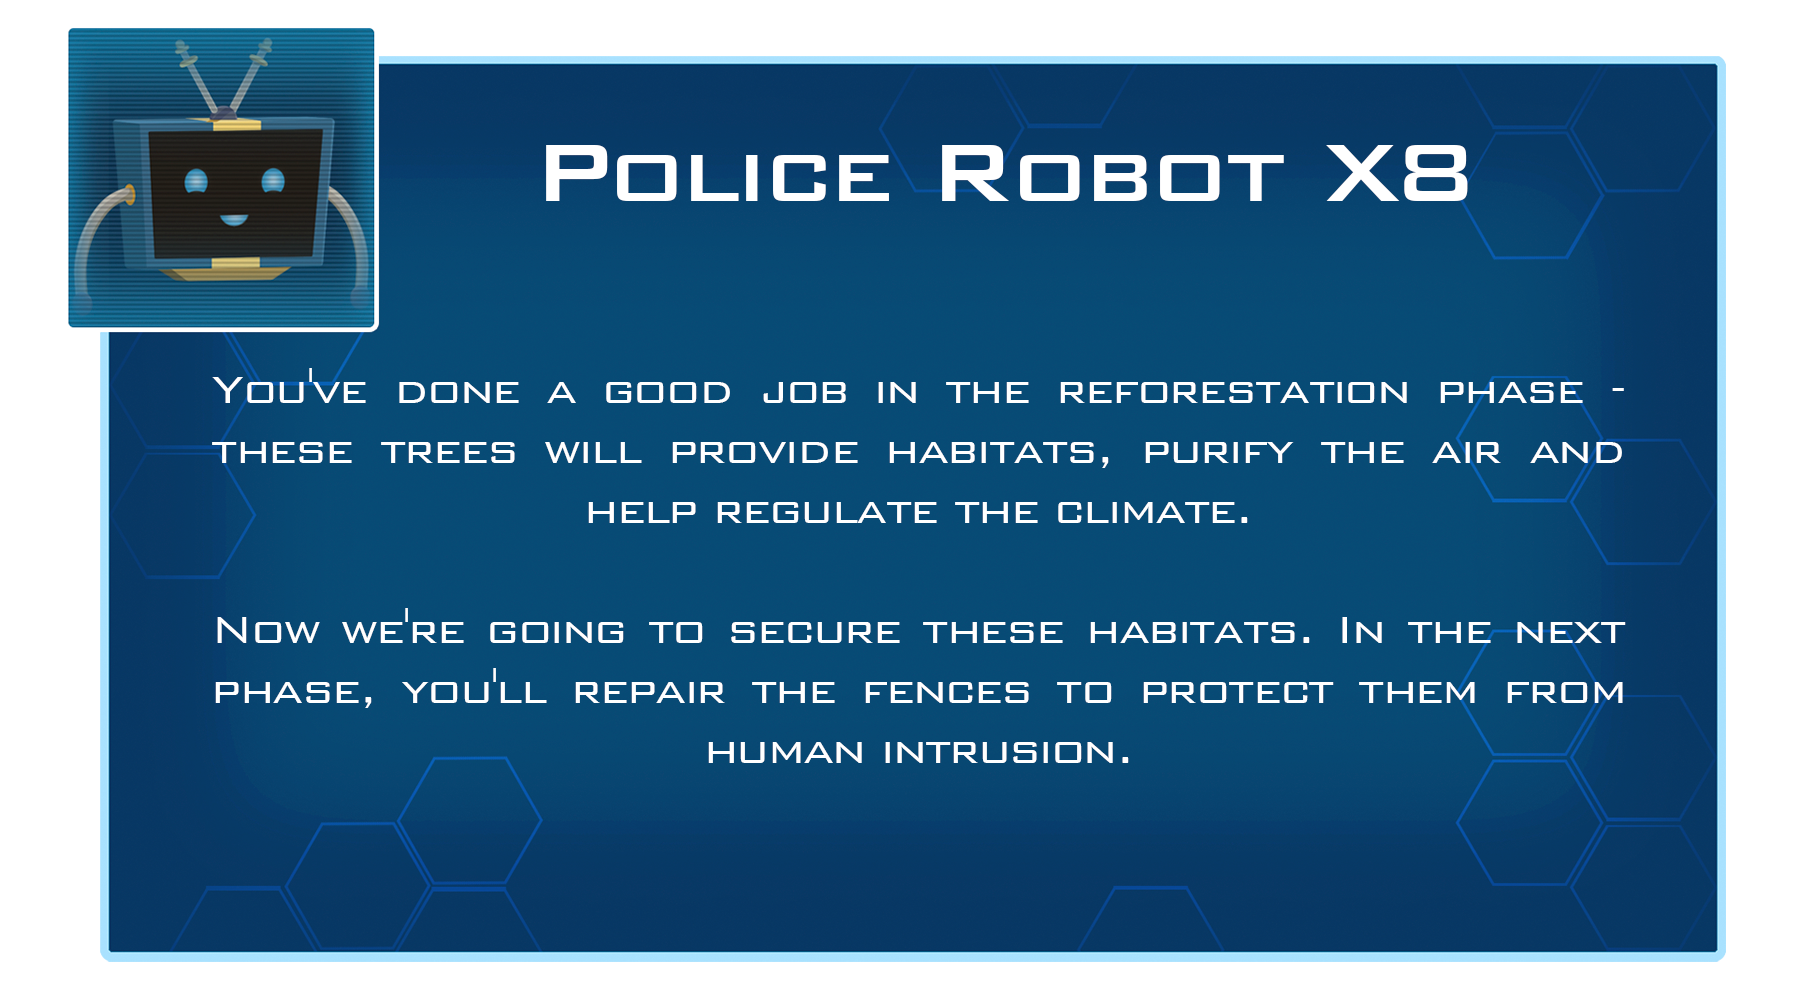 Police Robot X8
You've done a good job in the reforestation phase -
these trees will provide habitats, purify the air and
help regulate the climate.
Now we're going to secure these habitats. In the next
phase, you'll repair the fences to protect them from
human intrusion.